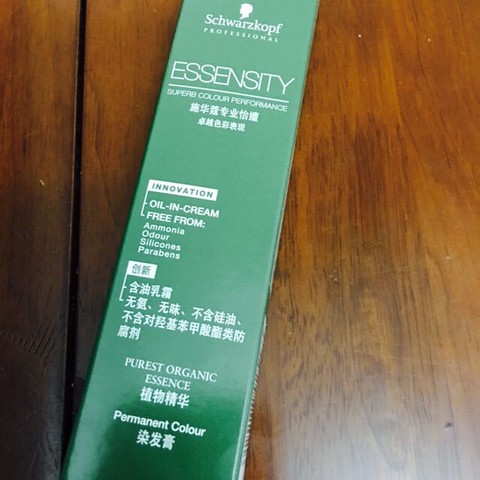 Schwarzkopf
PROFESSIONAL
ESSENSITY
SUPERB COLOUR PERFORMANCE
施华蔻专业怡孅
卓越色彩表现
INNOVATION
OIL-IN-CREAM
FREE FROM:
Ammonia
Odour
Silicones
Parabens
创新
含油乳霜
无氨、无味、不含硅油、
不含对羟基苯甲酸酯类防
腐剂
PUREST ORGANIC
ESSENCE
植物精华
Permanent Colour
染发膏